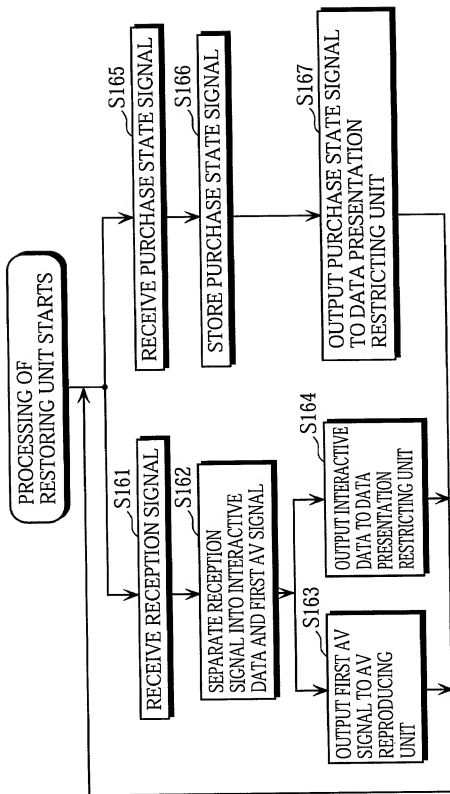 PROCESSING OF
RESTORING UNIT STARTS
S161
RECEIVE RECEPTION SIGNAL
S162
SEPARATE RECEPTION
SIGNAL INTO INTERACTIVE
DATA AND FIRST AV SIGNAL
S163
OUTPUT FIRST AV
SIGNAL TO AV
REPRODUCING
UNIT
S164
OUTPUT INTERACTIVE
DATA TO DATA
PRESENTATION
RESTRICTING UNIT
S165
RECEIVE PURCHASE STATE SIGNAL
S166
STORE PURCHASE STATE SIGNAL
S167
OUTPUT PURCHASE STATE SIGNAL
TO DATA PRESENTATION
RESTRICTING UNIT